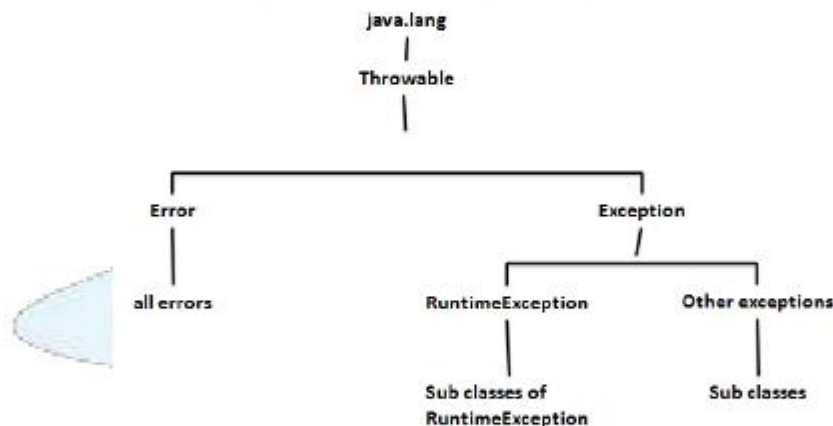 java.lang
Throwable
Error
Exception
all errors
RuntimeException
Other exceptions
Sub classes of
RuntimeException
Sub classes